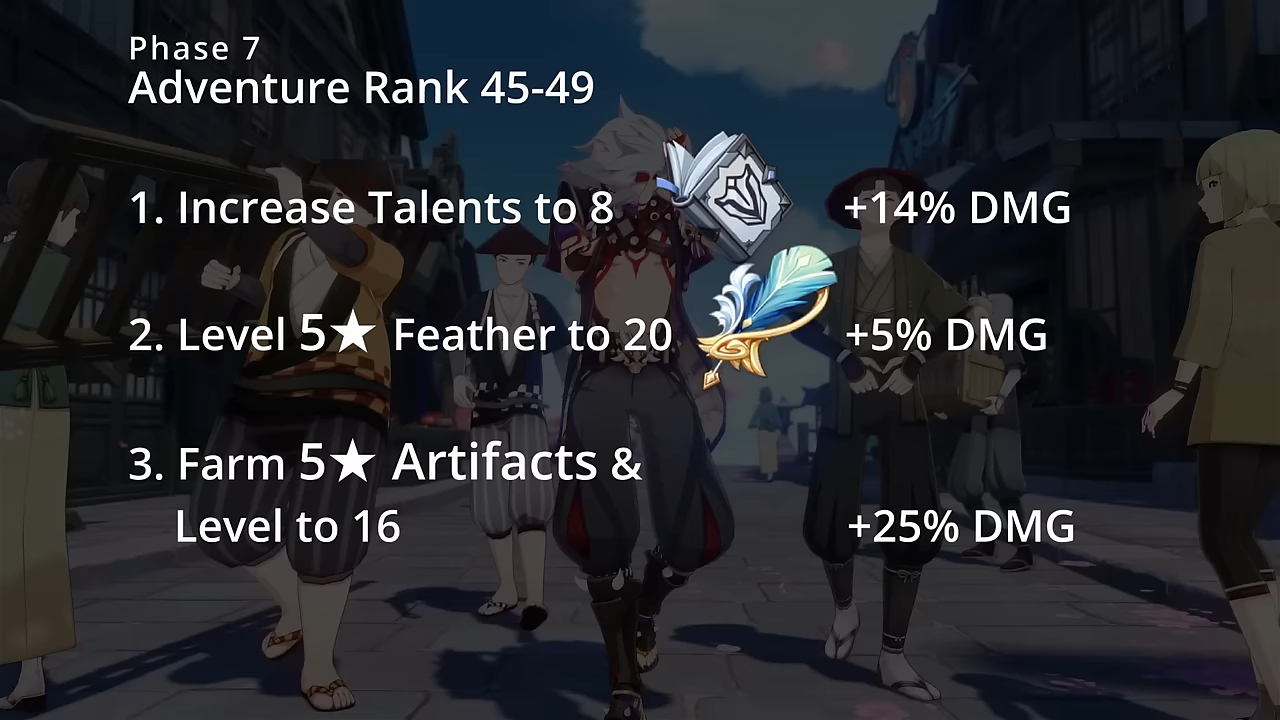 Phase 7
Adventure Rank 45-49
1. Increase Talents to 8 +14% DMG
2. Level 5★ Feather to 20 +5% DMG
3. Farm 5★ Artifacts &
Level to 16 +25% DMG